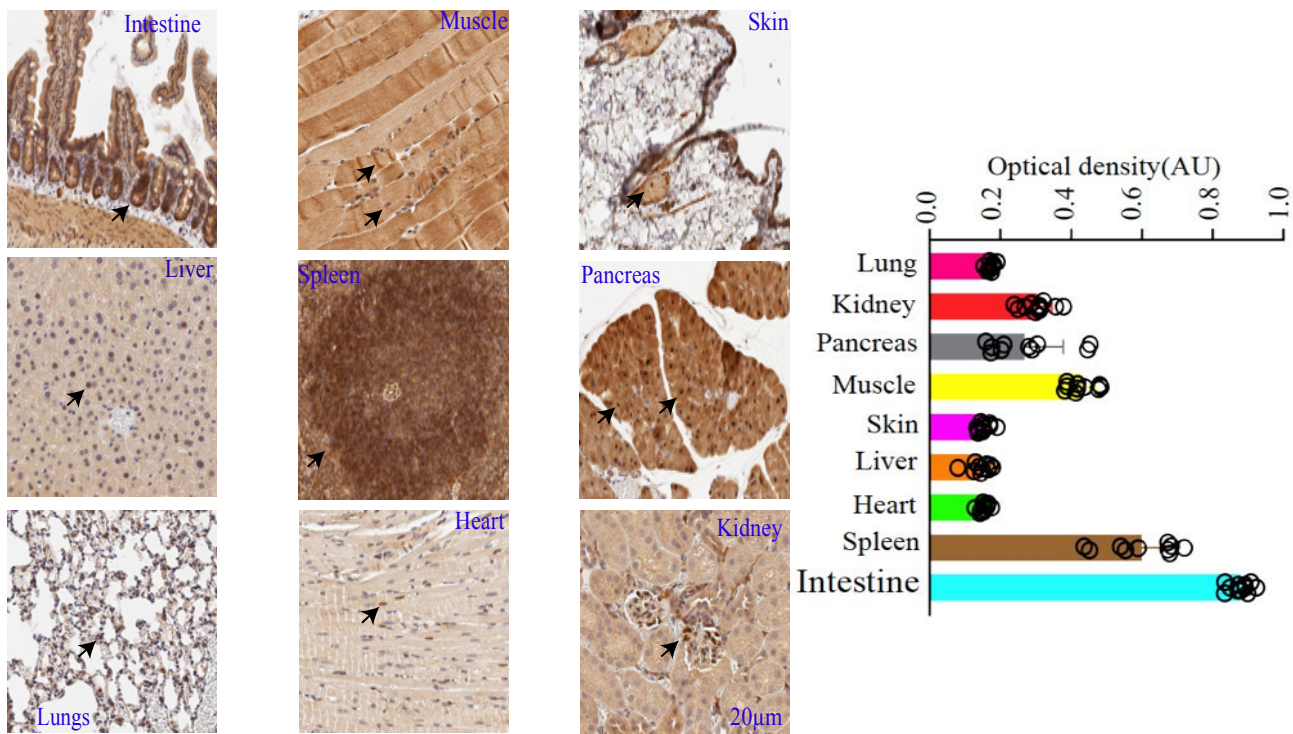 Intestine
Muscle
Skin
Liver
Spleen
Pancreas
Lungs
Heart
Kidney
20μm
Optical density(AU)
0.0
0.2
0.4
0.6
0.8
1.0
Lung
Kidney
Pancreas
Muscle
Skin
Liver
Heart
Spleen
Intestine